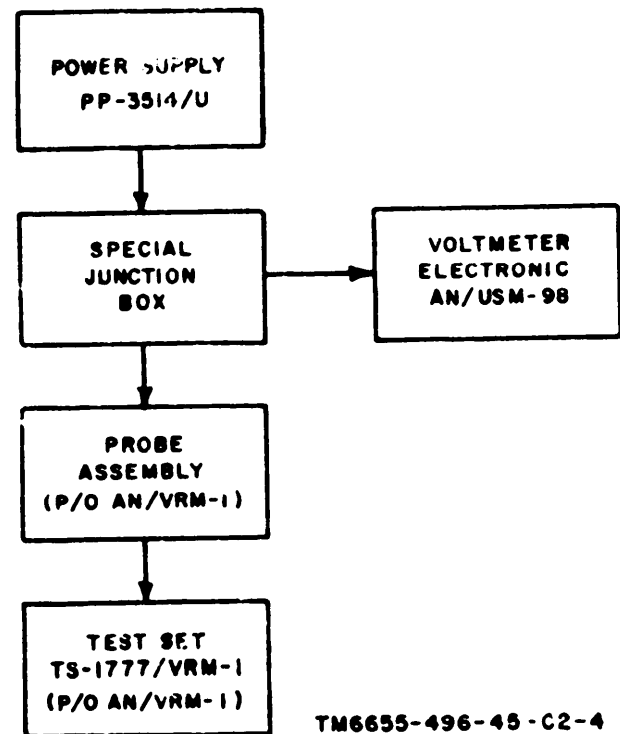 POWER SUPPLY
PP-3514/U
SPECIAL
JUNCTION
BOX
VOLTMETER
ELECTRONIC
AN/USM-98
PROBE
ASSEMBLY
(P/O AN/VRM-1)
TEST SET
TS-1777/VRM-1
(P/O AN/VRM-1)
TM6655-496-45-C2-4